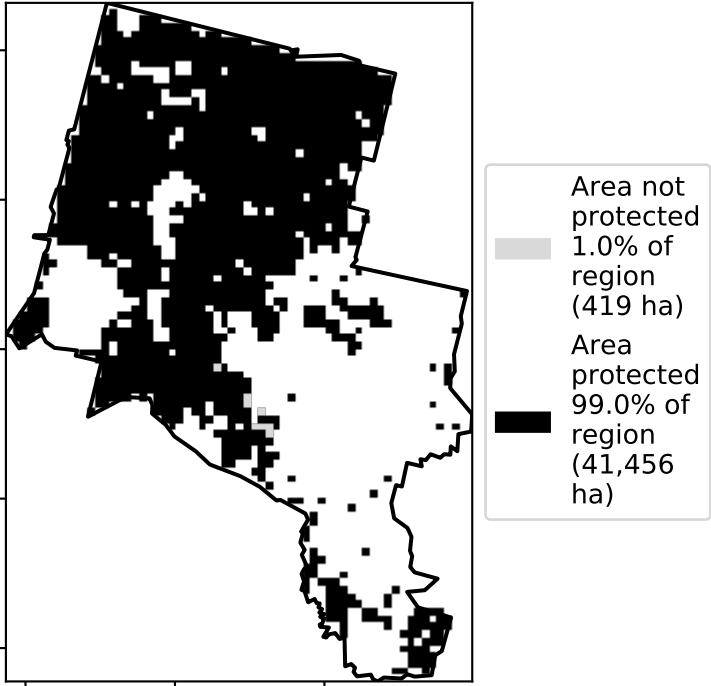 Area not
protected
1.0% of
region
(419 ha)
Area
protected
99.0% of
region
(41,456
ha)